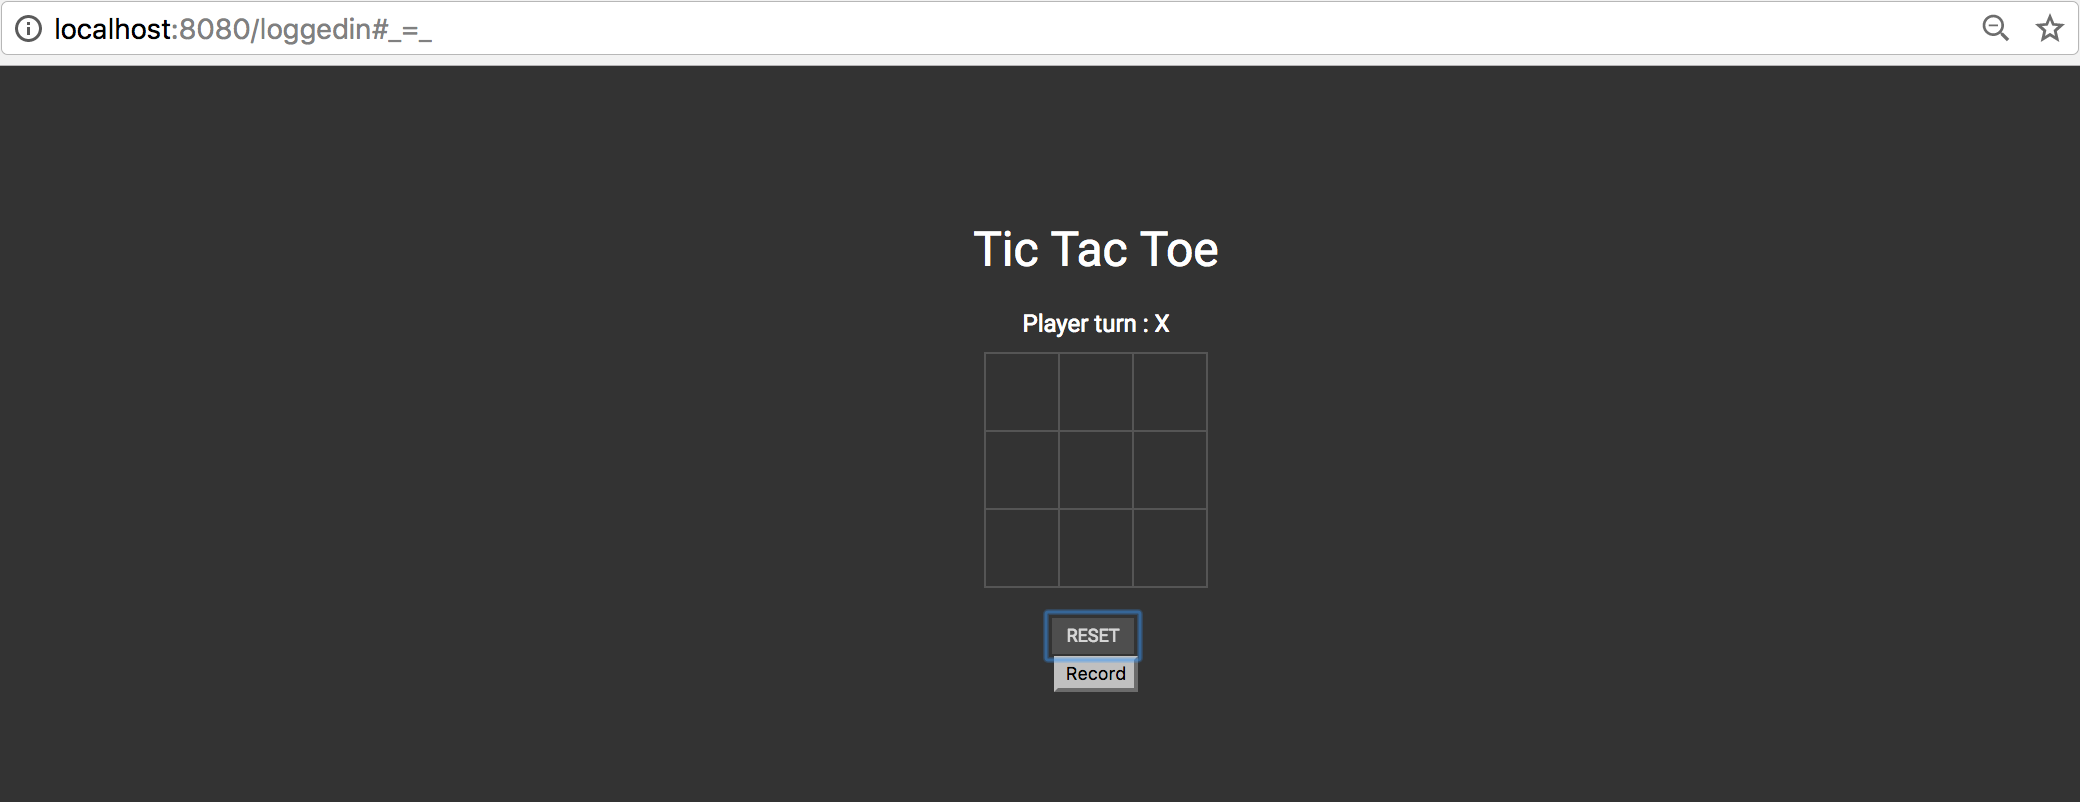 localhost:8080/loggedin#_=_
Tic Tac Toe
Player turn : X
RESET
Record